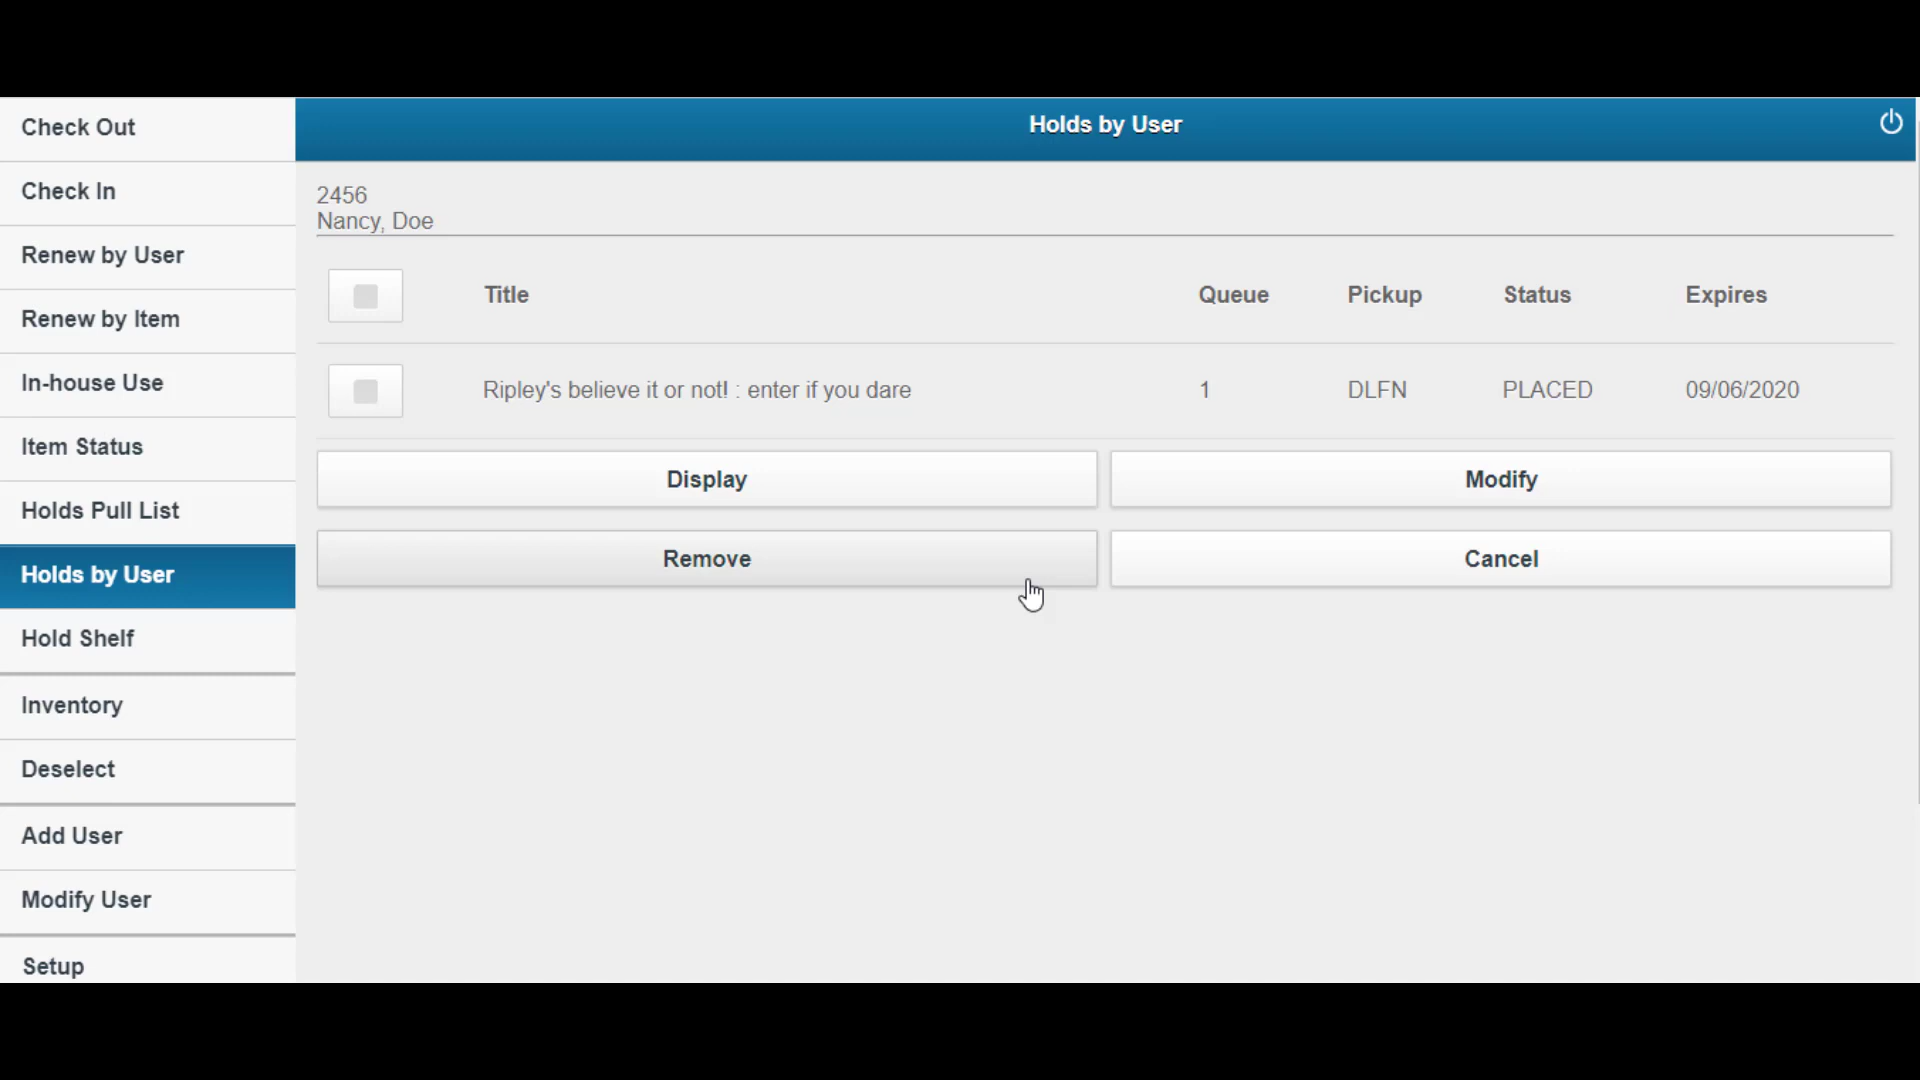 Check Out
Check In
Renew by User
Renew by Item
In-house Use
Item Status
Holds Pull List
Holds by User
Hold Shelf
Inventory
Deselect
Add User
Modify User
Setup
Holds by User
2456
Nancy, Doe
Title Queue Pickup Status Expires
Ripley's believe it or not! : enter if you dare 1 DLFN PLACED 09/06/2020
Display Modify
Remove Cancel